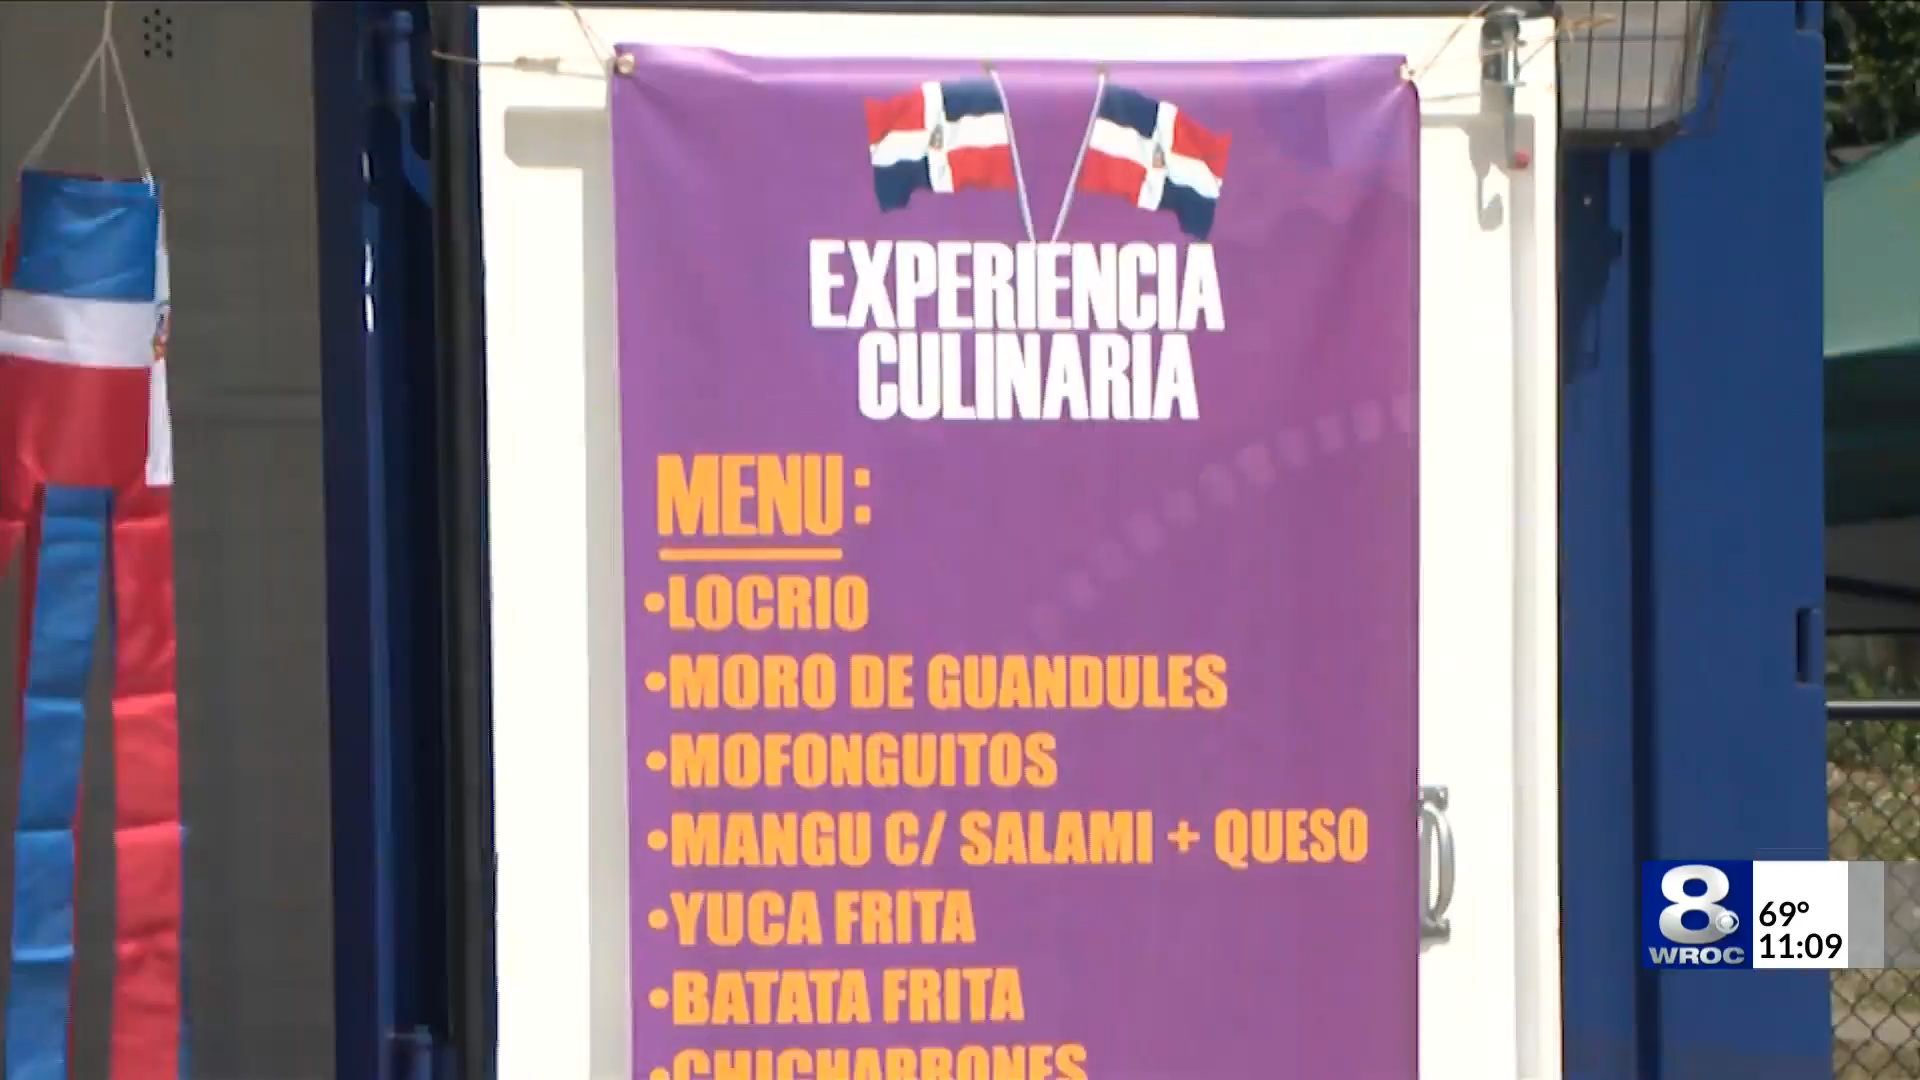 EXPERIENCIA
CULINARIA
MENU:
•LOCRIO
•MORO DE GUANDULES
•MOFONGUITOS
•MANGU C/ SALAMI + QUESO
•YUCA FRITA
•BATATA FRITA
•CHICHARRONES
8
WROC
69°
11:09